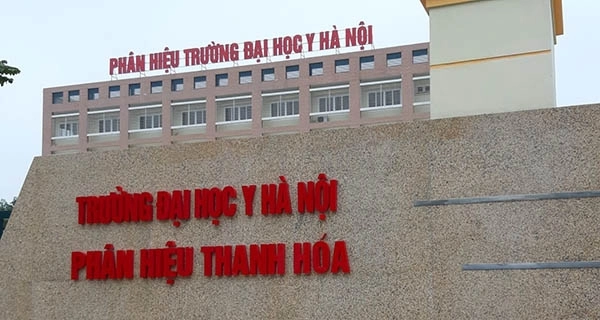 PHÂN HIỆU TRƯỜNG ĐẠI HỌC Y HÀ NỘI
TRƯỜNG ĐẠI HỌC Y HÀ NỘI
PHÂN HIỆU THANH HÓA